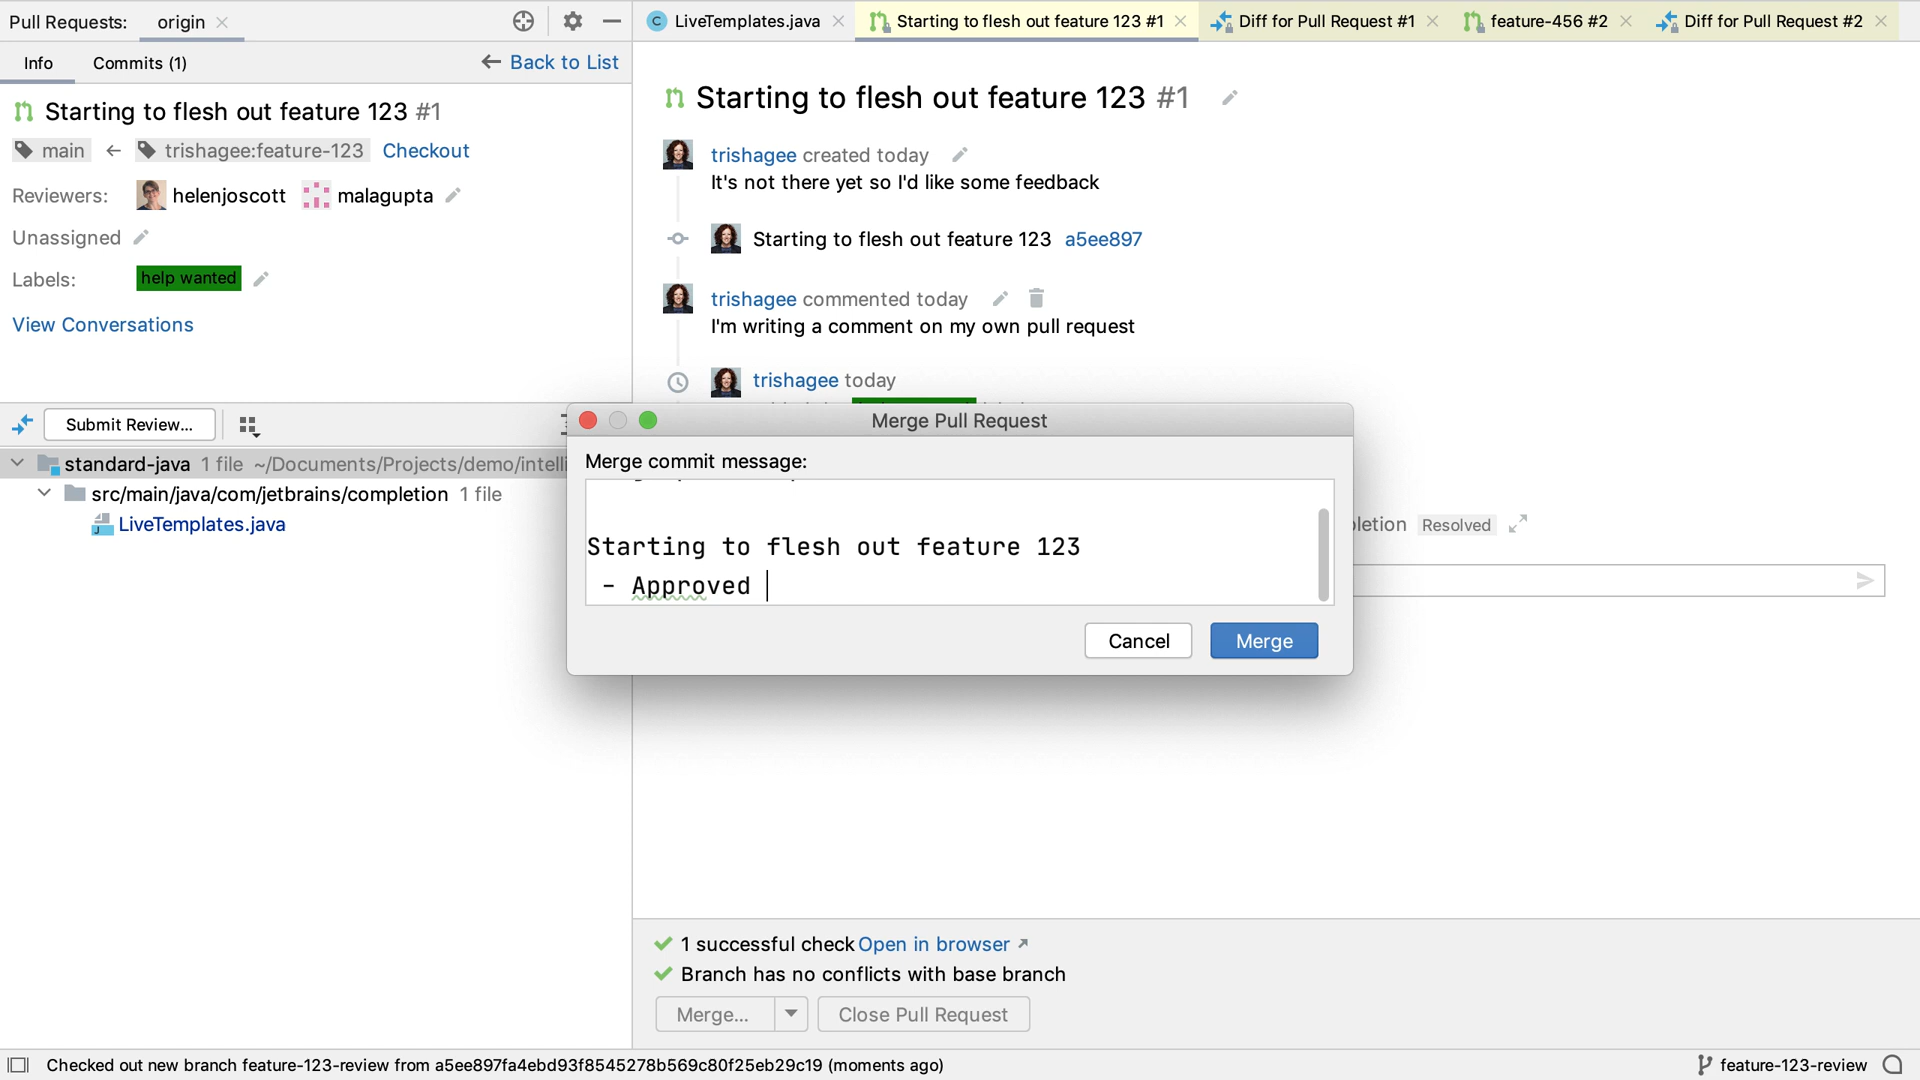 Pull Requests: origin
LiveTemplates.java
Starting to flesh out feature 123 #1
Diff for Pull Request #1
feature-456 #2
Diff for Pull Request #2
Info Commits (1) Back to List
Starting to flesh out feature 123 #1
main ← trishagee:feature-123 Checkout
Reviewers: helenjoscott malagupta
Unassigned
Labels: help wanted
View Conversations
Submit Review...
standard-java 1 file ~/Documents/Projects/demo/intelli
src/main/java/com/jetbrains/completion 1 file
LiveTemplates.java
Starting to flesh out feature 123 #1
trishagee created today
It's not there yet so I'd like some feedback
Starting to flesh out feature 123 a5ee897
trishagee commented today
I'm writing a comment on my own pull request
trishagee today
Merge Pull Request
Merge commit message:
Starting to flesh out feature 123
- Approved
Cancel Merge
pletion Resolved
1 successful check Open in browser ↗
Branch has no conflicts with base branch
Merge... Close Pull Request
Checked out new branch feature-123-review from a5ee897fa4ebd93f8545278b569c80f25eb29c19 (moments ago)
feature-123-review